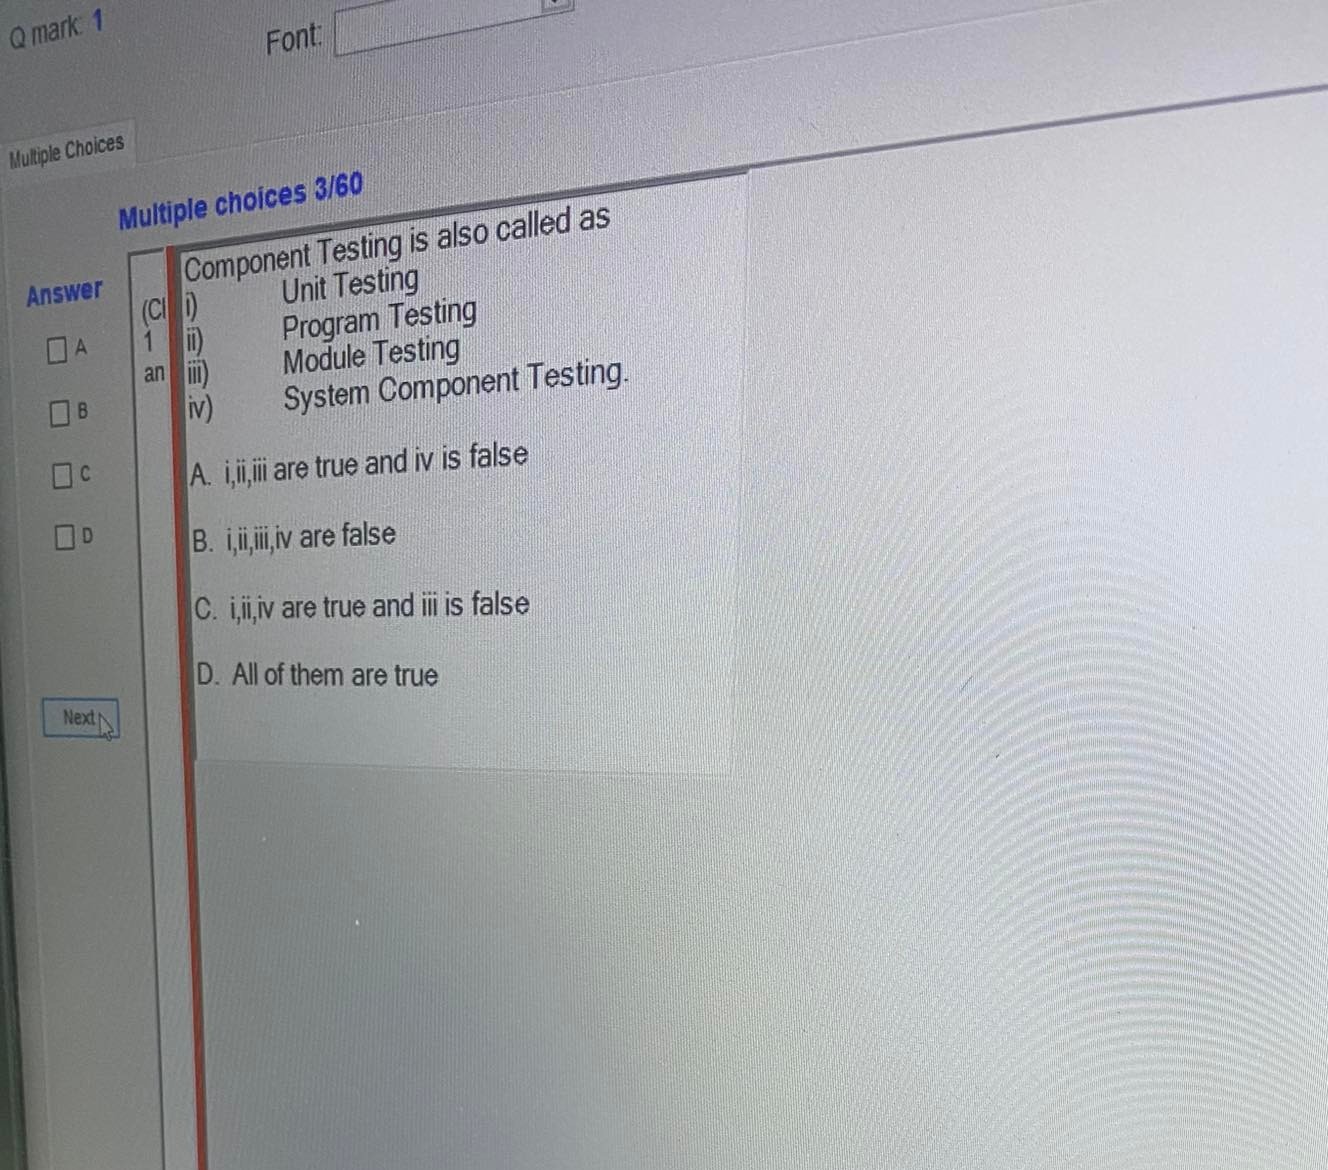 Q mark: 1
Font:
Multiple Choices
Multiple choices 3/60
Answer
A
B
C
D
Next
(Cl
1
an
Component Testing is also called as
i) Unit Testing
ii) Program Testing
iii) Module Testing
iv) System Component Testing.
A. i,ii,iii are true and iv is false
B. i,ii,iii,iv are false
C. i,ii,iv are true and iii is false
D. All of them are true